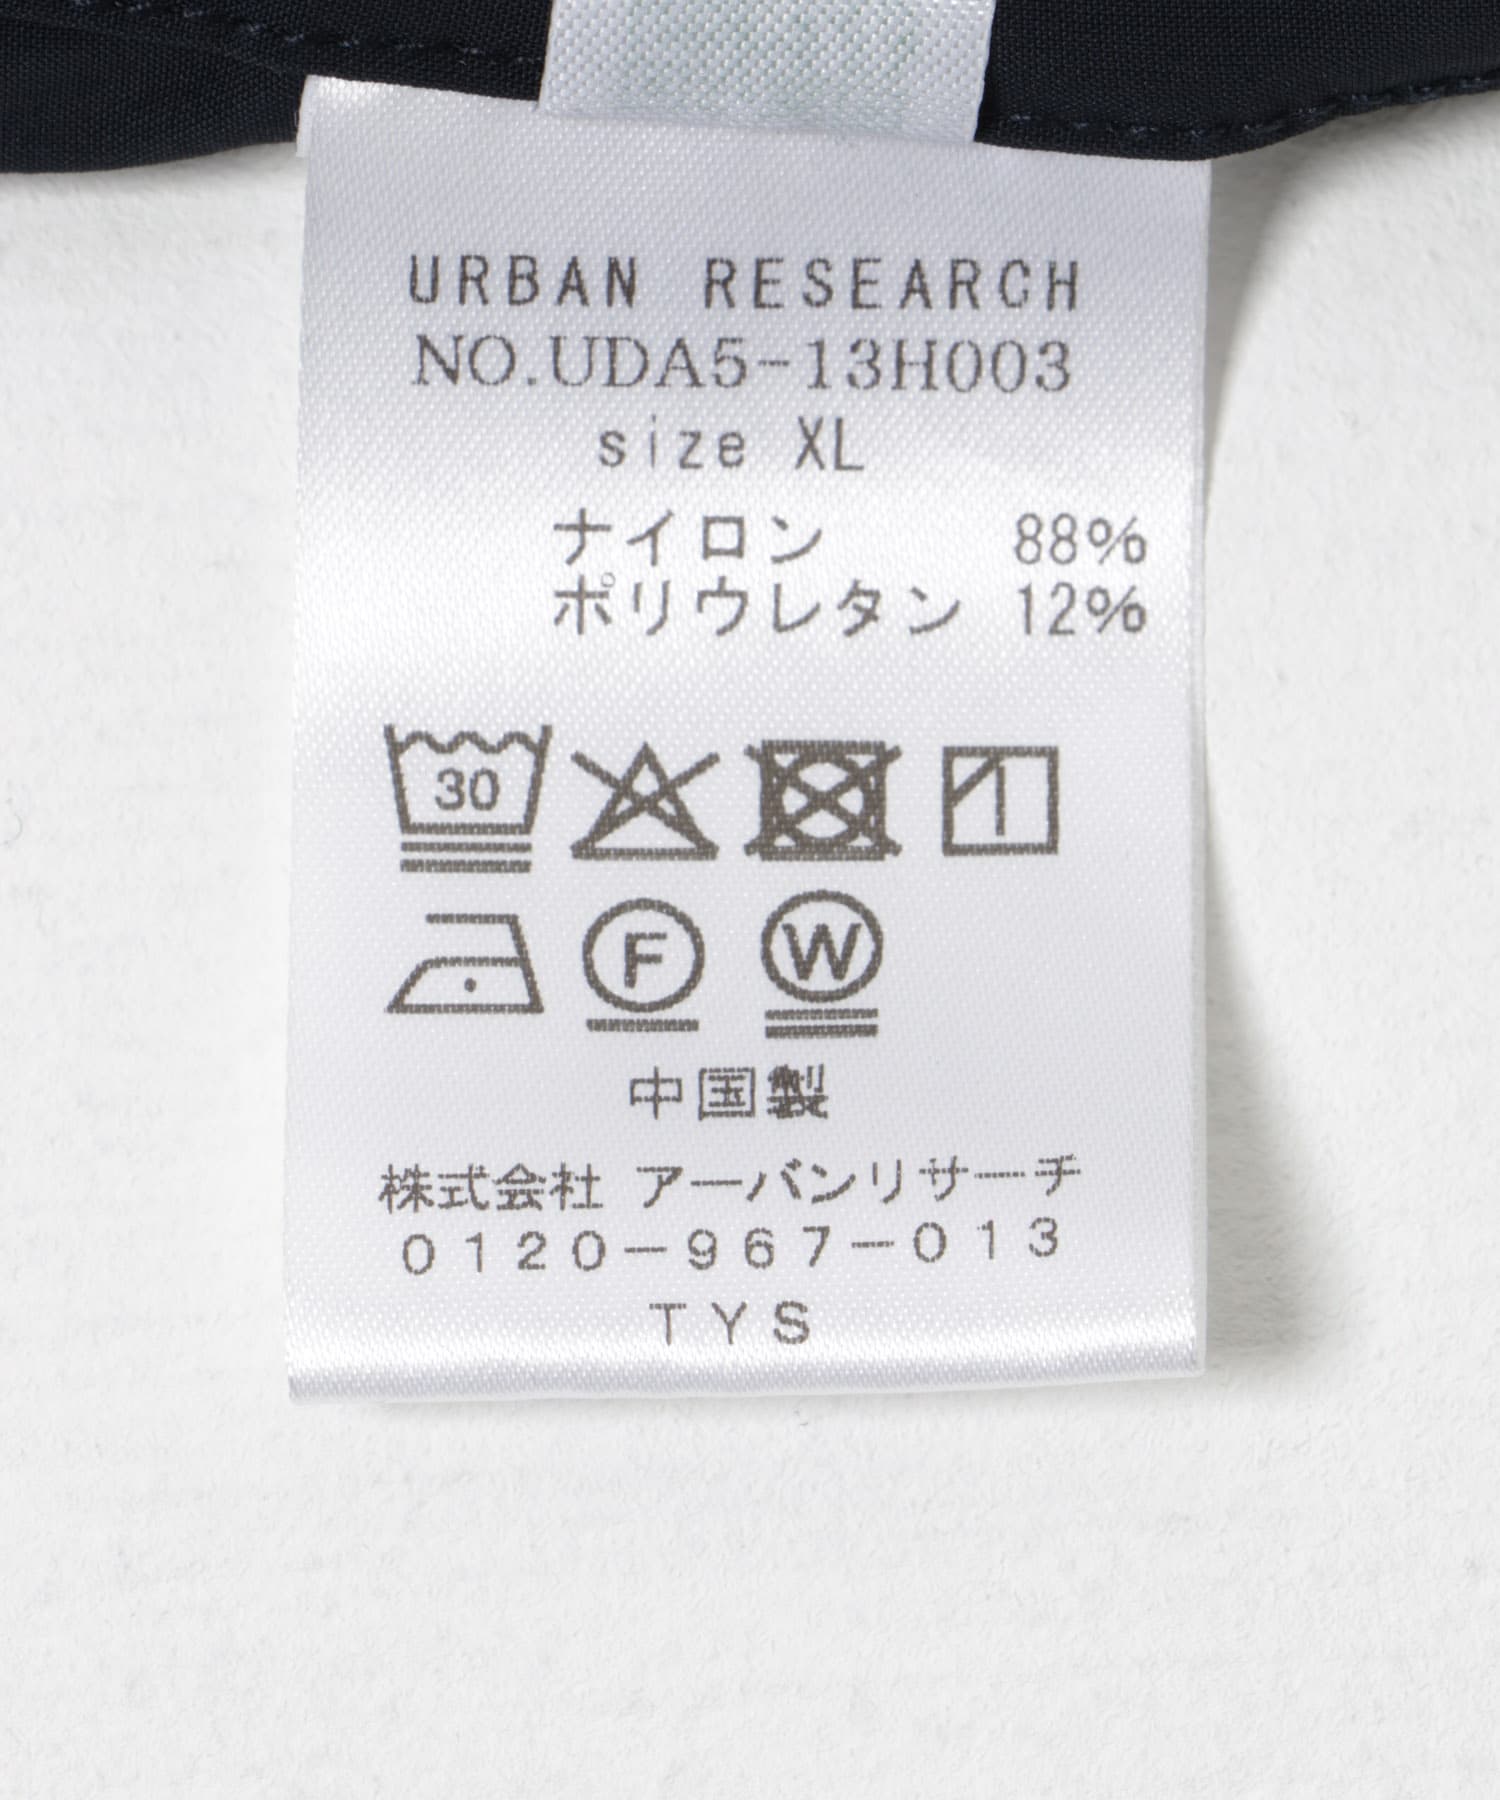 URBAN RESEARCH
NO.UDA5-13H003
size XL
ナイロン 88%
ポリウレタン 12%
30
F
W
中国製
株式会社 アーバンリサーチ
0120-967-013
TYS